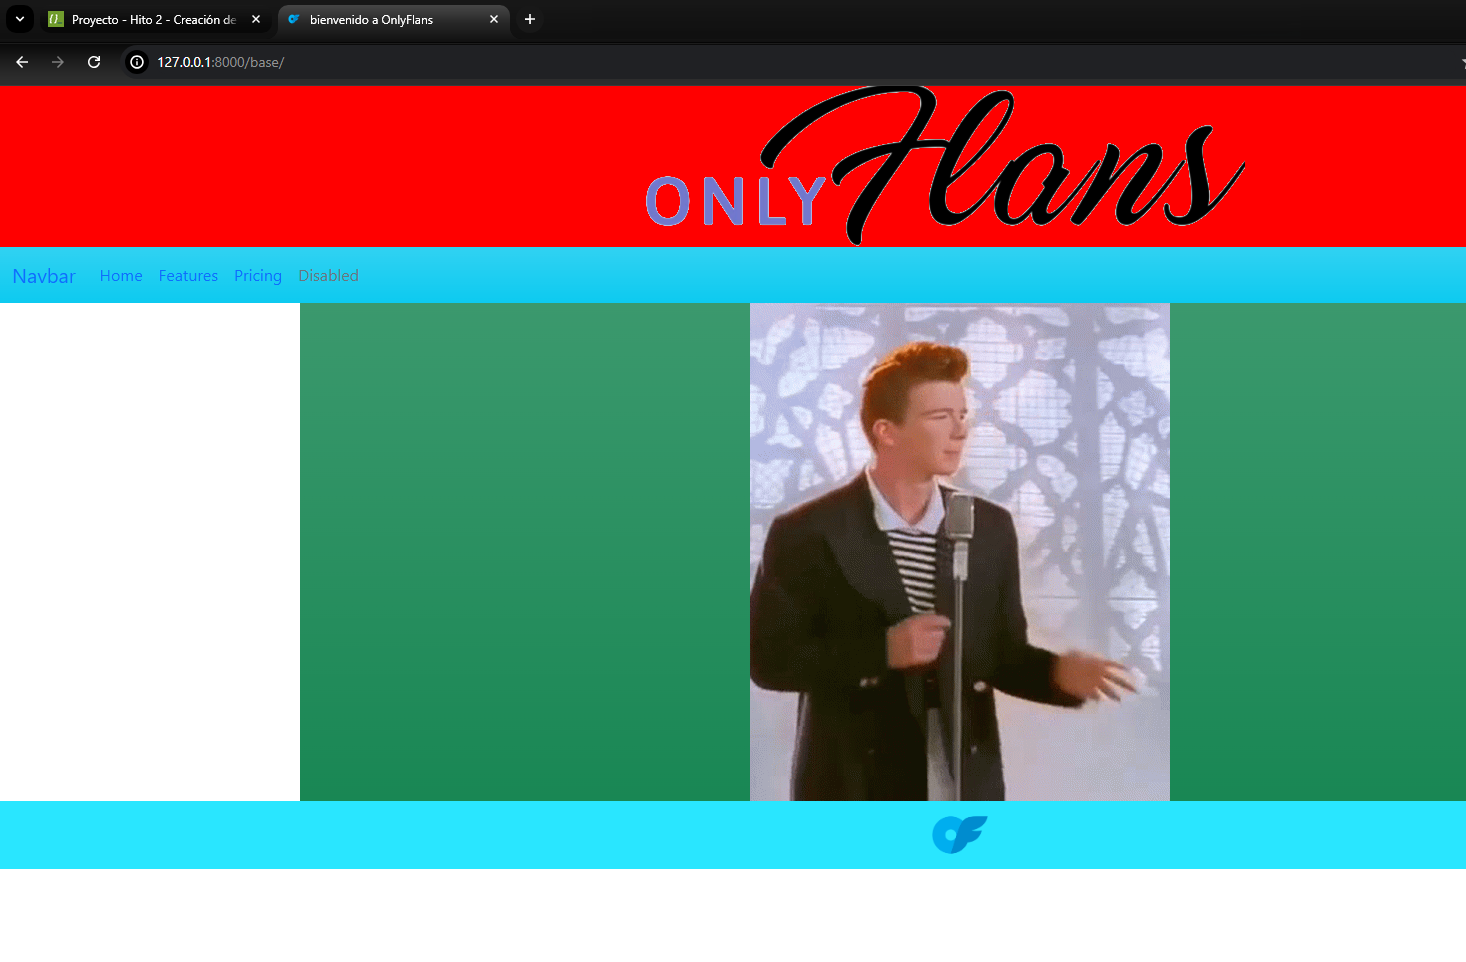 Proyecto - Hito 2 - Creación de
bienvenido a OnlyFlans
127.0.0.1:8000/base/
ONLY Flans
Navbar Home Features Pricing Disabled